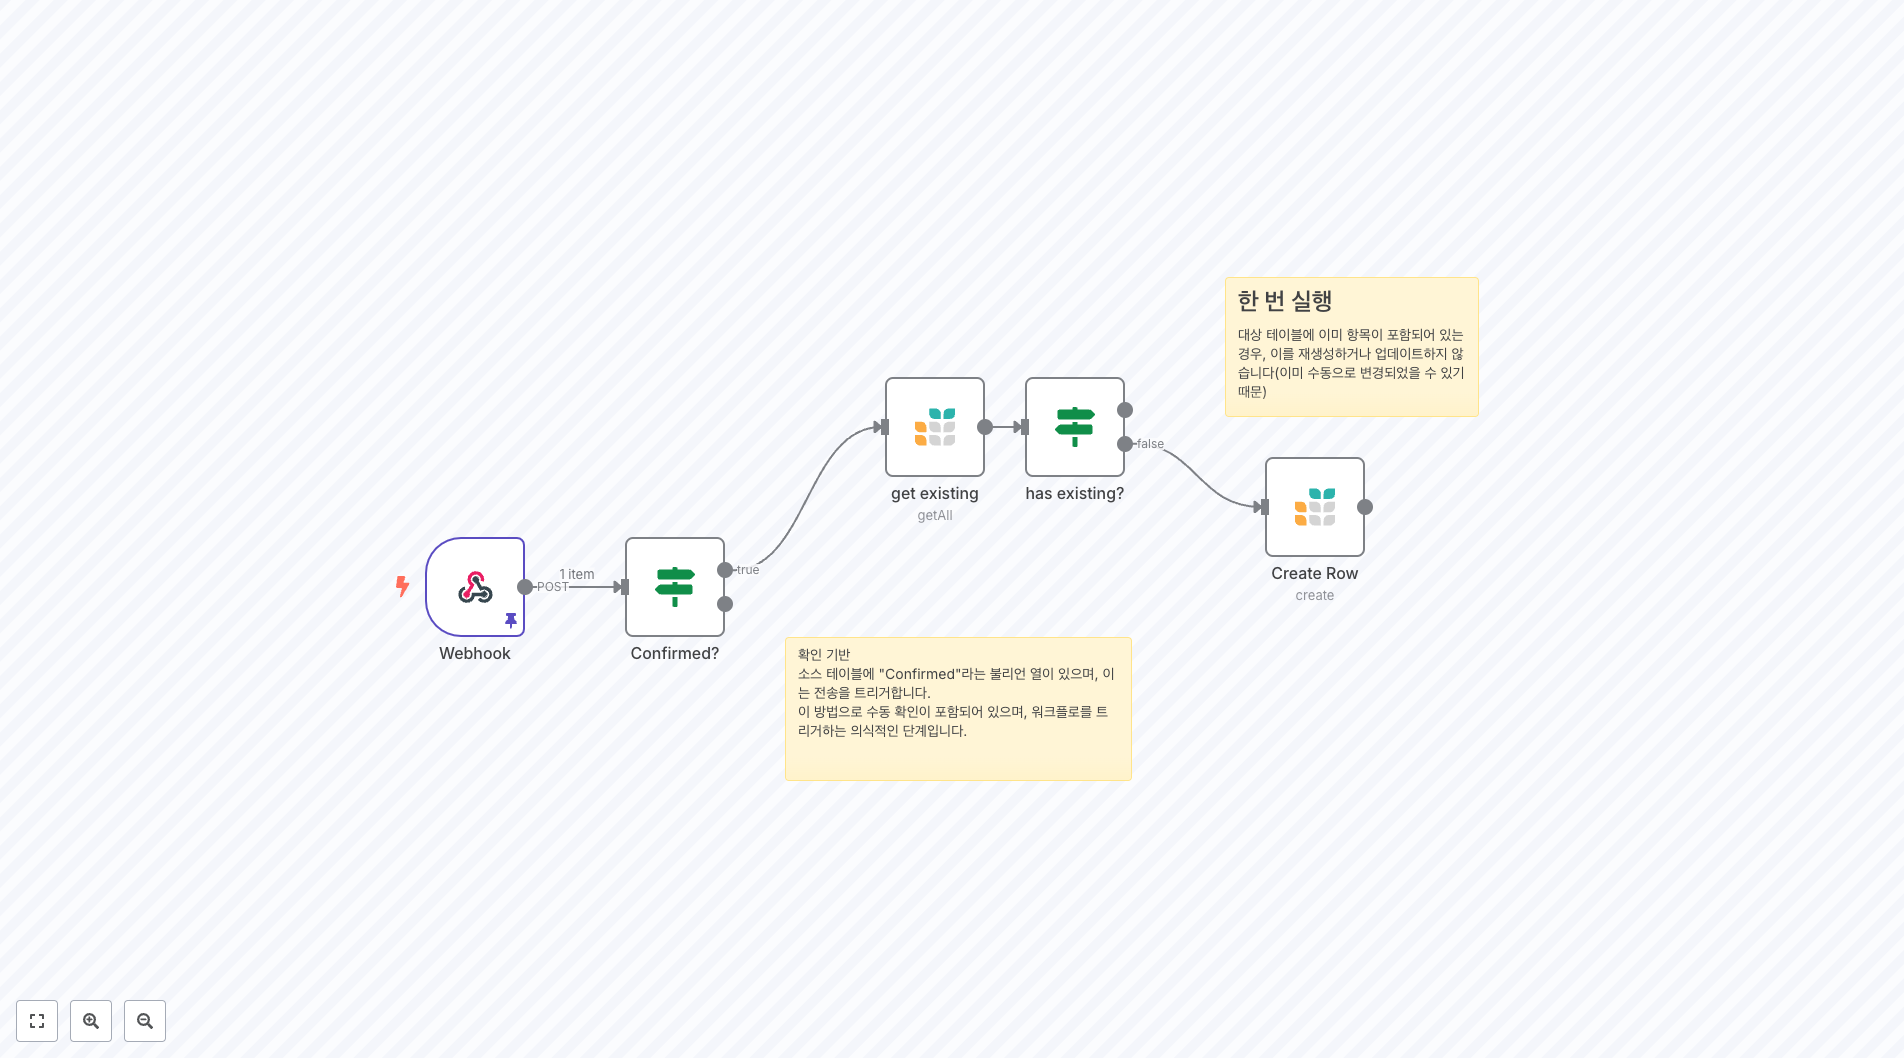 한 번 실행
대상 테이블에 이미 항목이 포함되어 있는
경우, 이를 재생성하거나 업데이트하지 않
습니다(이미 수동으로 변경되었을 수 있기
때문)
get existing
getAll
has existing?
false
Create Row
create
1 item
POST
true
Webhook
Confirmed?
확인 기반
소스 테이블에 "Confirmed"라는 불리언 열이 있으며, 이
는 전송을 트리거합니다.
이 방법으로 수동 확인이 포함되어 있으며, 워크플로를 트
리거하는 의식적인 단계입니다.